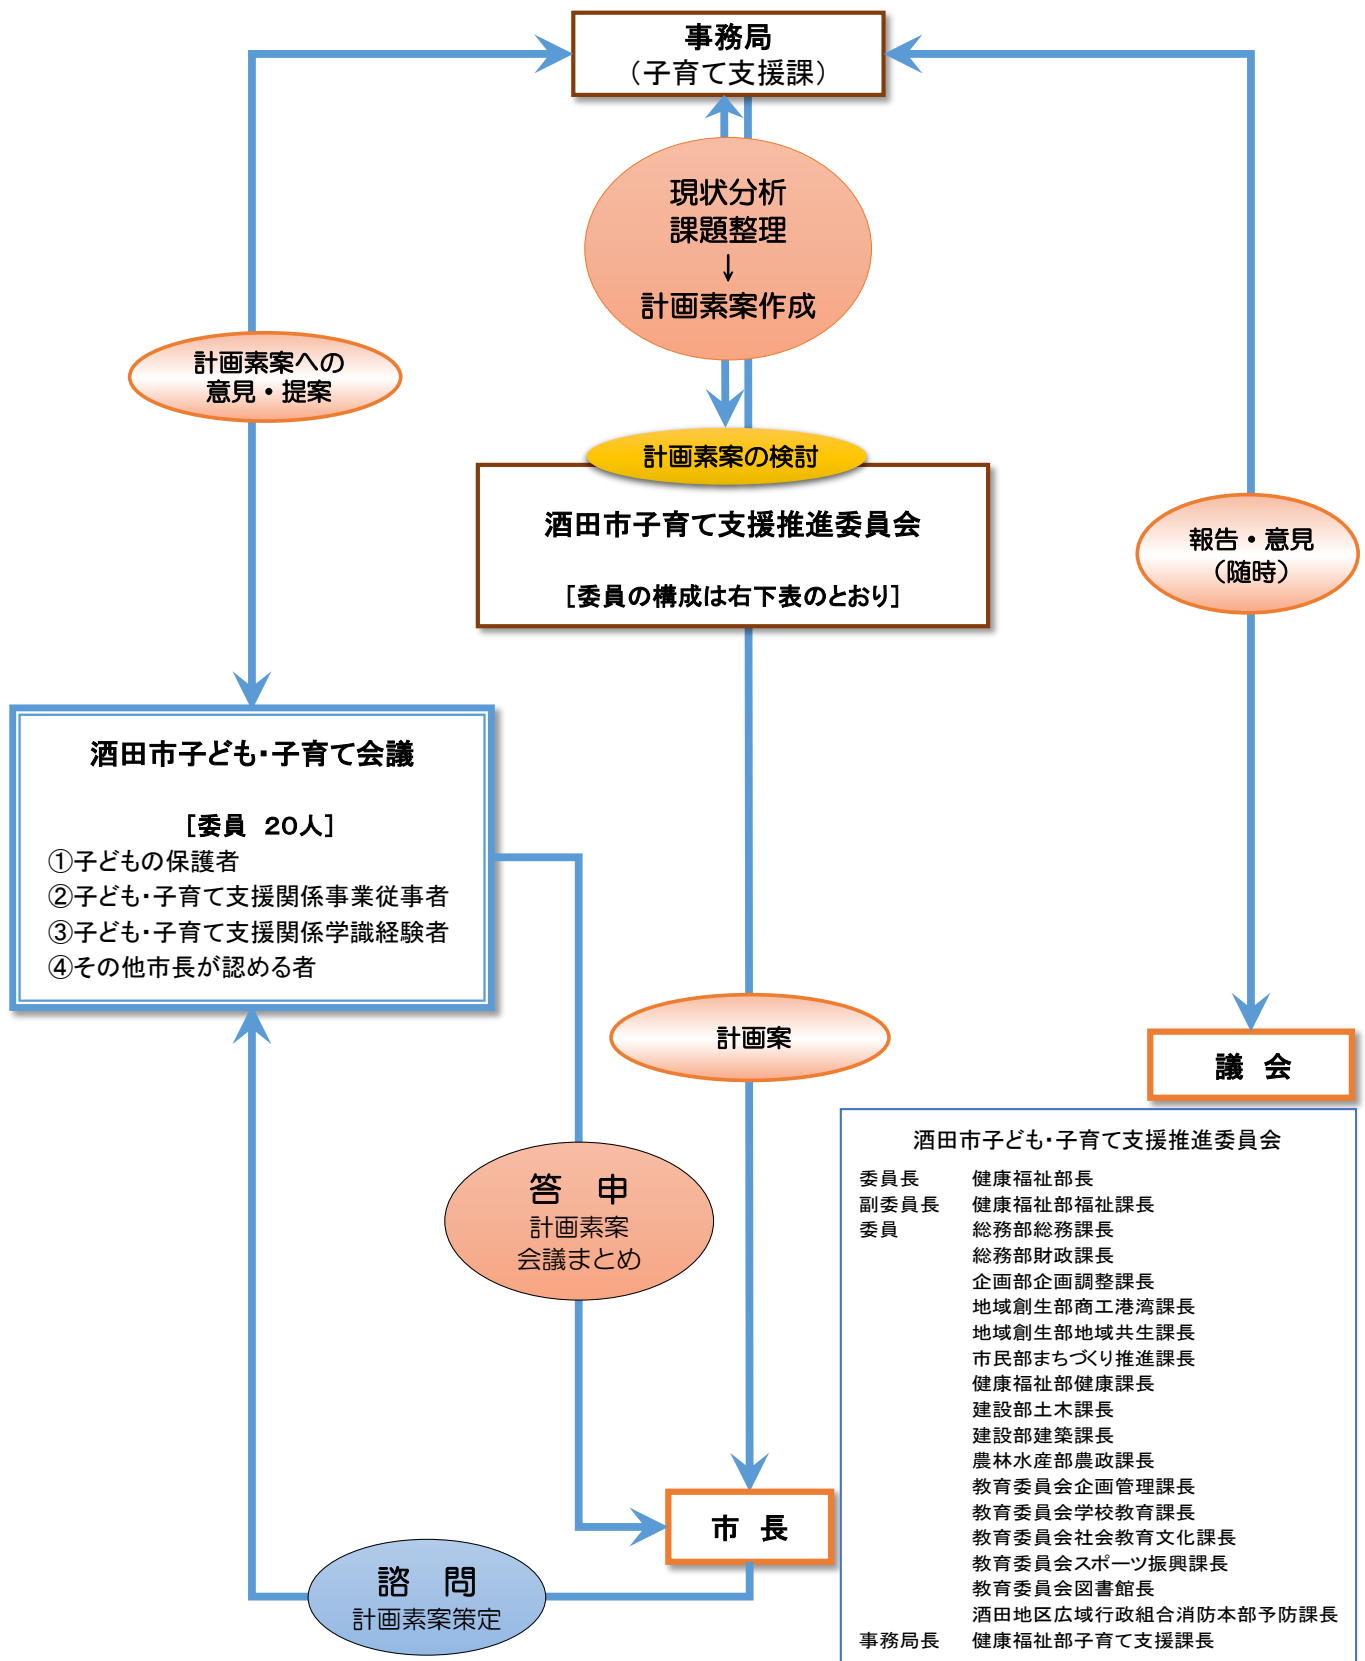 事務局
（子育て支援課）
現状分析
課題整理
↓
計画素案作成
計画素案への
意見・提案
計画素案の検討
酒田市子育て支援推進委員会
［委員の構成は右下表のとおり］
報告・意見
（随時）
酒田市子ども・子育て会議
［委員　20人］
①子どもの保護者
②子ども・子育て支援関係事業従事者
③子ども・子育て支援関係学識経験者
④その他市長が認める者
計画案
議　会
答　申
計画素案
会議まとめ
市　長
諮　問
計画素案策定
酒田市子ども・子育て支援推進委員会
委員長　健康福祉部長
副委員長　健康福祉部福祉課長
委員　総務部総務課長
総務部財政課長
企画部企画調整課長
地域創生部商工港湾課長
地域創生部地域共生課長
市民部まちづくり推進課長
健康福祉部健康課長
建設部土木課長
建設部建築課長
農林水産部農政課長
教育委員会企画管理課長
教育委員会学校教育課長
教育委員会社会教育文化課長
教育委員会スポーツ振興課長
教育委員会図書館長
酒田地区広域行政組合消防本部予防課長
事務局長　健康福祉部子育て支援課長